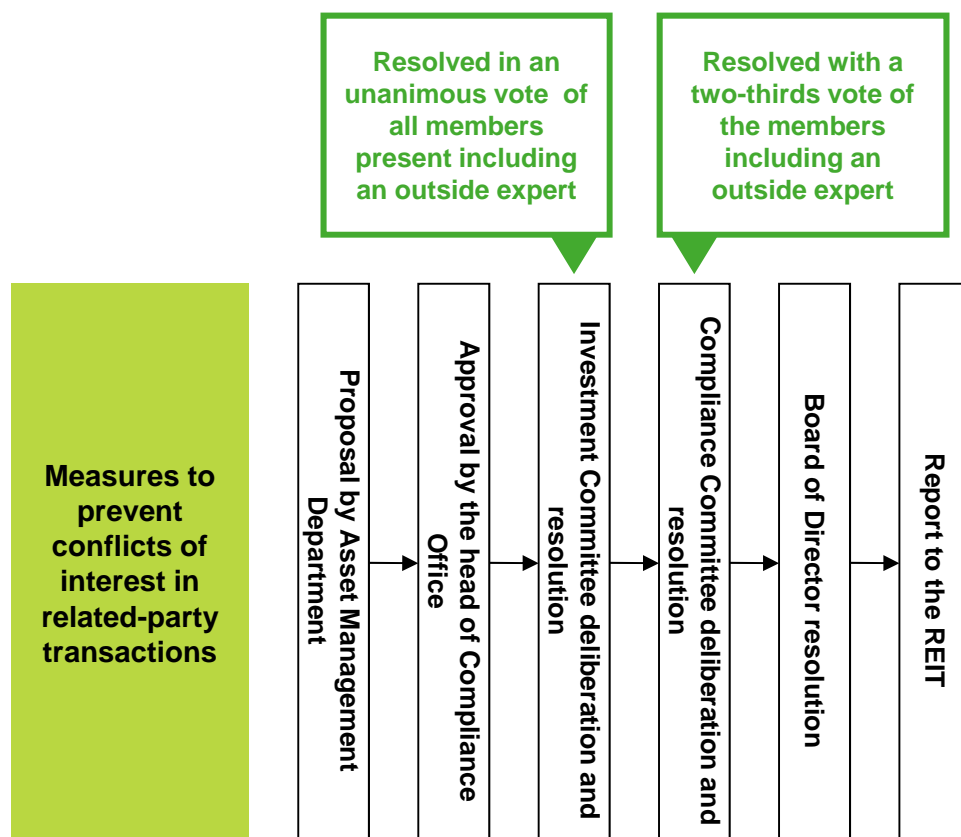 Resolved in an
unanimous vote of
all members
present including
an outside expert
Resolved with a
two-thirds vote of
the members
including an
outside expert
Measures to
prevent
conflicts of
interest in
related-party
transactions
Proposal by Asset Management
Department
Approval by the head of Compliance
Office
Investment Committee deliberation and
resolution
Compliance Committee deliberation and
resolution
Board of Director resolution
Report to the REIT